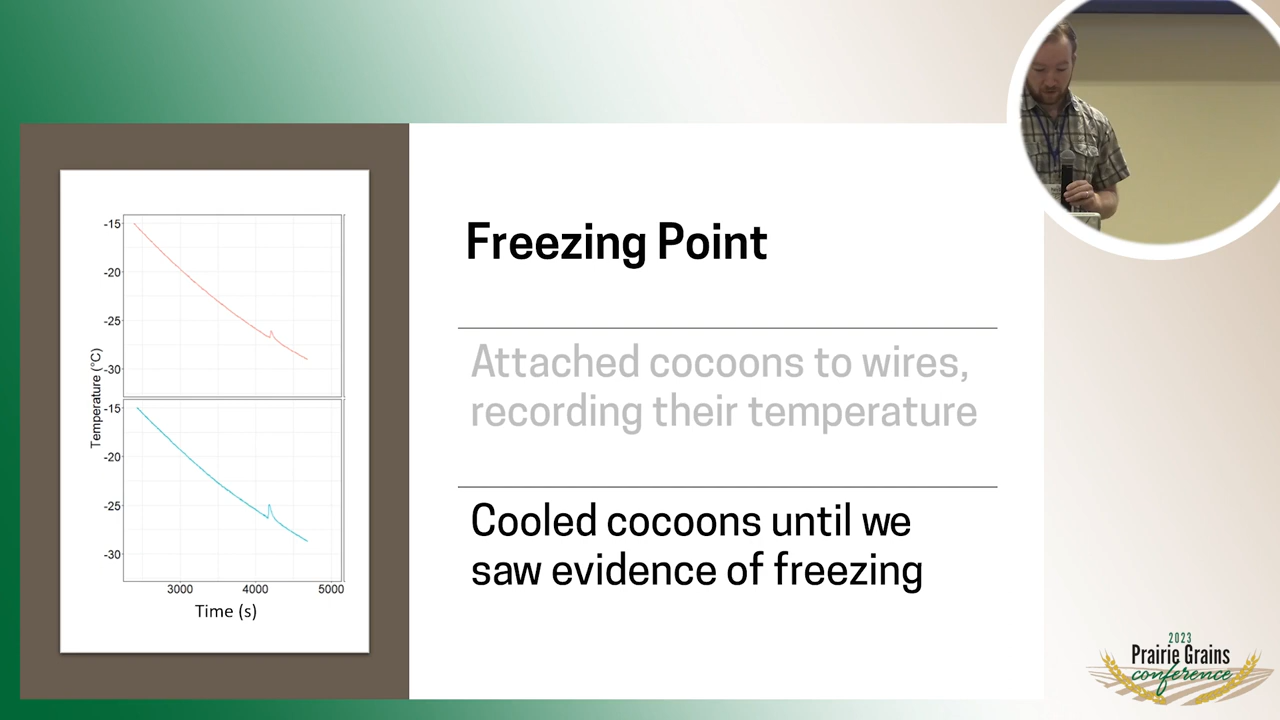 Freezing Point
Attached cocoons to wires,
recording their temperature
Cooled cocoons until we
saw evidence of freezing
Temperature (°C)
-15
-20
-25
-30
-15
-20
-25
-30
3000 4000 5000
Time (s)
2023
Prairie Grains
conference